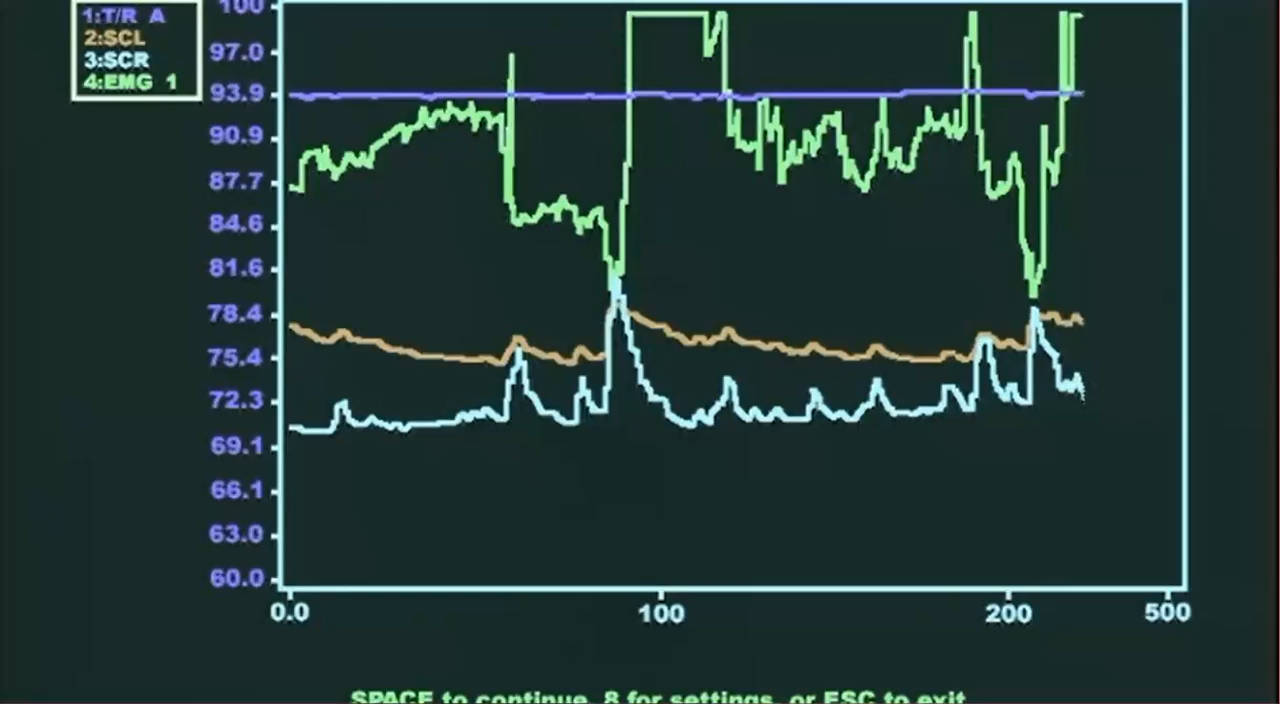 1:T/R A
2:SCL
3:SCR
4:EMG 1
100
97.0
93.9
90.9
87.7
84.6
81.6
78.4
75.4
72.3
69.1
66.1
63.0
60.0
0.0 100 200 500
SPACE to continue, 8 for settings, or ESC to exit